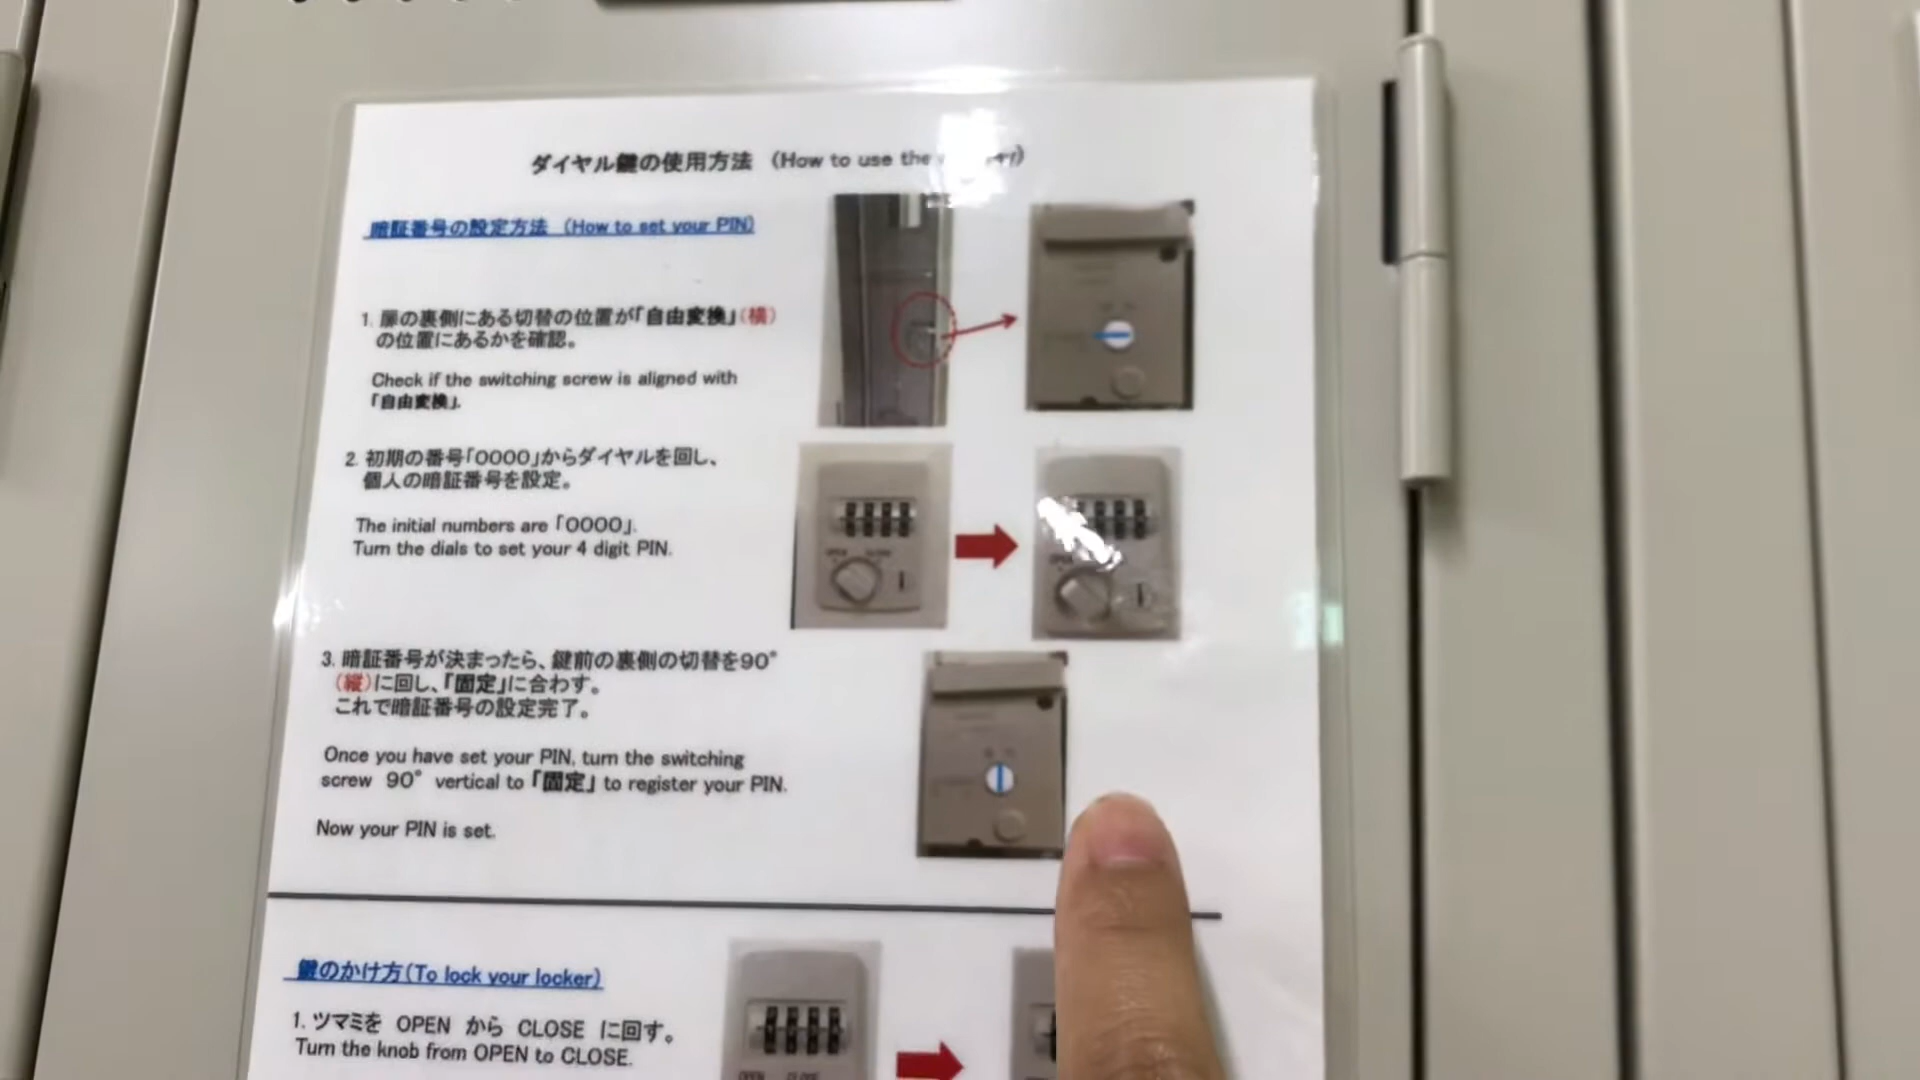 ダイヤル鍵の使用方法 (How to use the
暗証番号の設定方法 (How to set your PIN)
1. 扉の裏側にある切替の位置が「自由変換」(横)
の位置にあるかを確認。
Check if the switching screw is aligned with
「自由変換」.
2. 初期の番号「0000」からダイヤルを回し、
個人の暗証番号を設定。
The initial numbers are「0000」.
Turn the dials to set your 4 digit PIN.
3. 暗証番号が決まったら、鍵前の裏側の切替を90°
(縦)に回し、「固定」に合わす。
これで暗証番号の設定完了。
Once you have set your PIN, turn the switching
screw 90° vertical to「固定」to register your PIN.
Now your PIN is set.
鍵のかけ方(To lock your locker)
1. ツマミを OPEN から CLOSE に回す。
Turn the knob from OPEN to CLOSE.
OPEN CLOSE